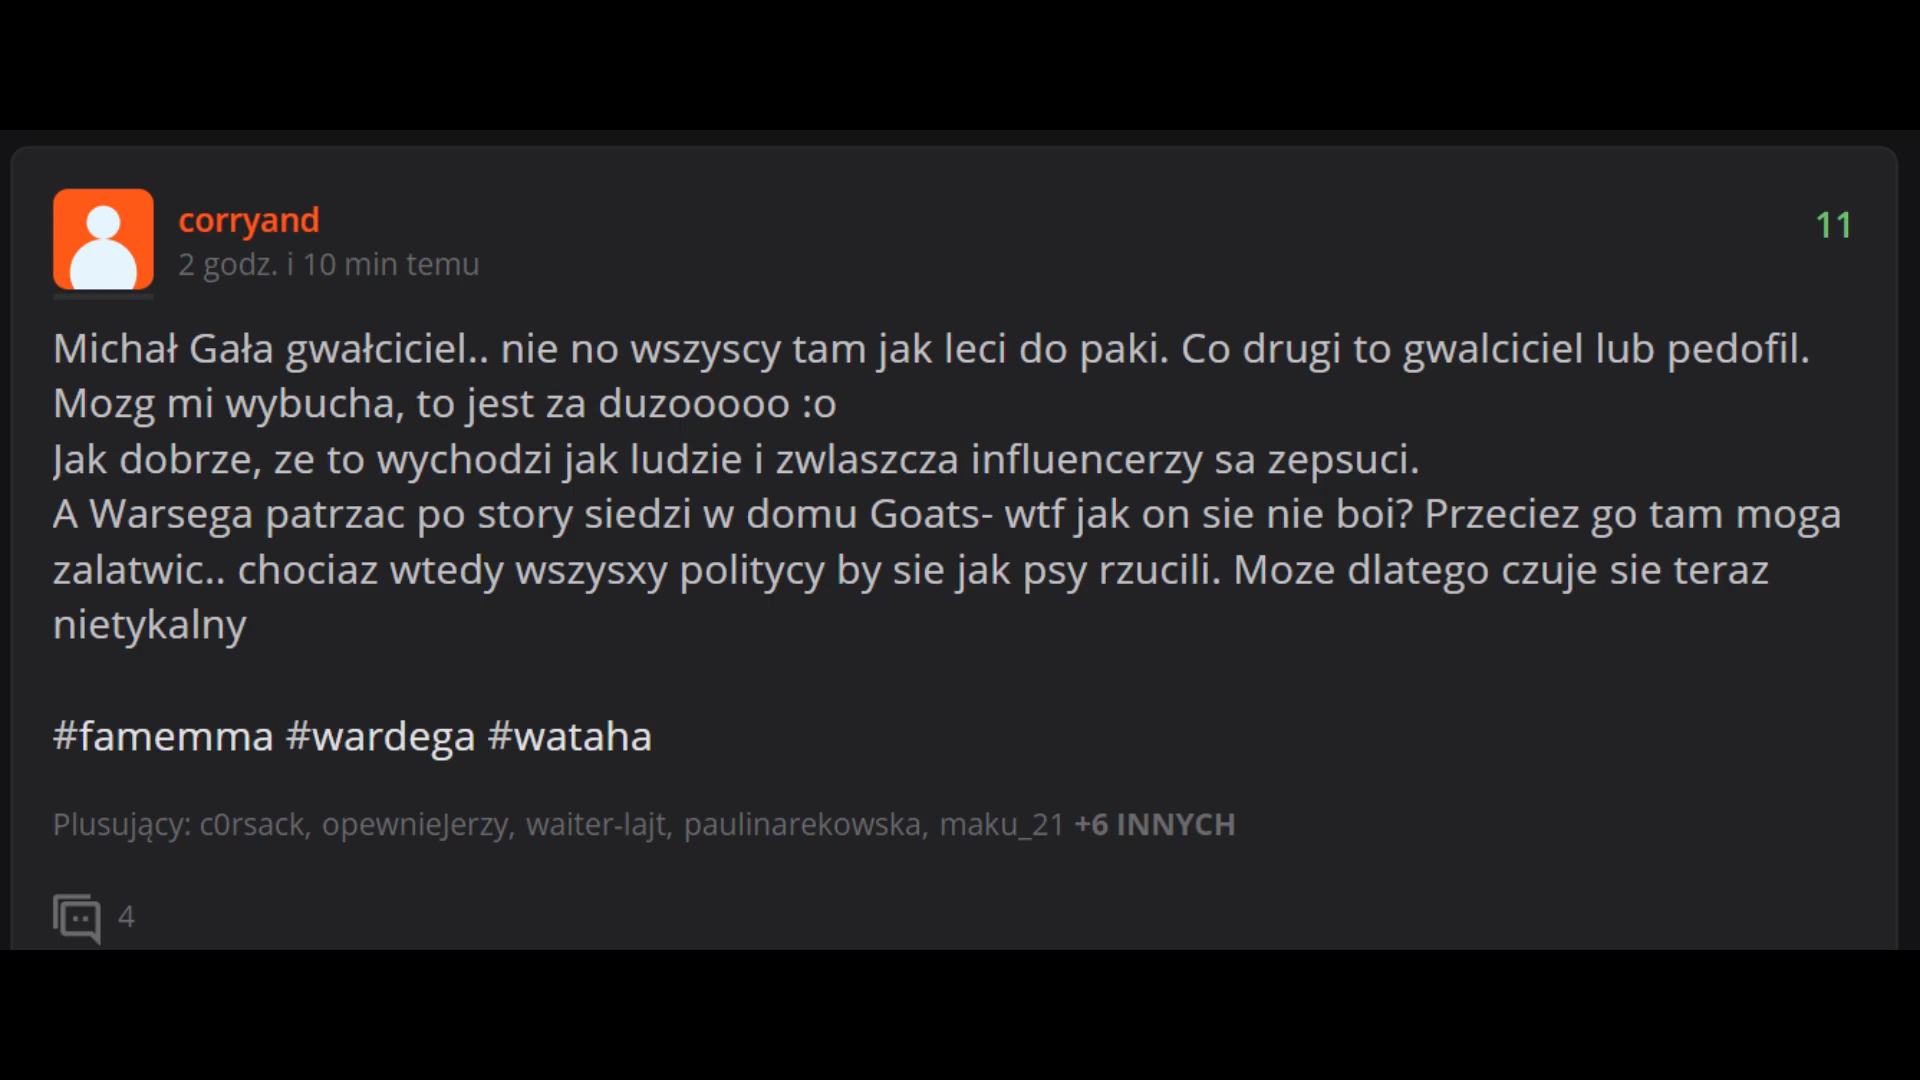 corryand
11
2 godz. i 10 min temu
Michał Gała gwałciciel.. nie no wszyscy tam jak leci do paki. Co drugi to gwalciciel lub pedofil.
Mozg mi wybucha, to jest za duzooooo :o
Jak dobrze, ze to wychodzi jak ludzie i zwlaszcza influencerzy sa zepsuci.
A Warsega patrzac po story siedzi w domu Goats- wtf jak on sie nie boi? Przeciez go tam moga
zalatwic.. chociaz wtedy wszysxy politycy by sie jak psy rzucili. Moze dlatego czuje sie teraz
nietykalny
#famemma #wardega #wataha
Plusujący: c0rsack, opewnieJerzy, waiter-lajt, paulinarekowska, maku_21 +6 INNYCH
4